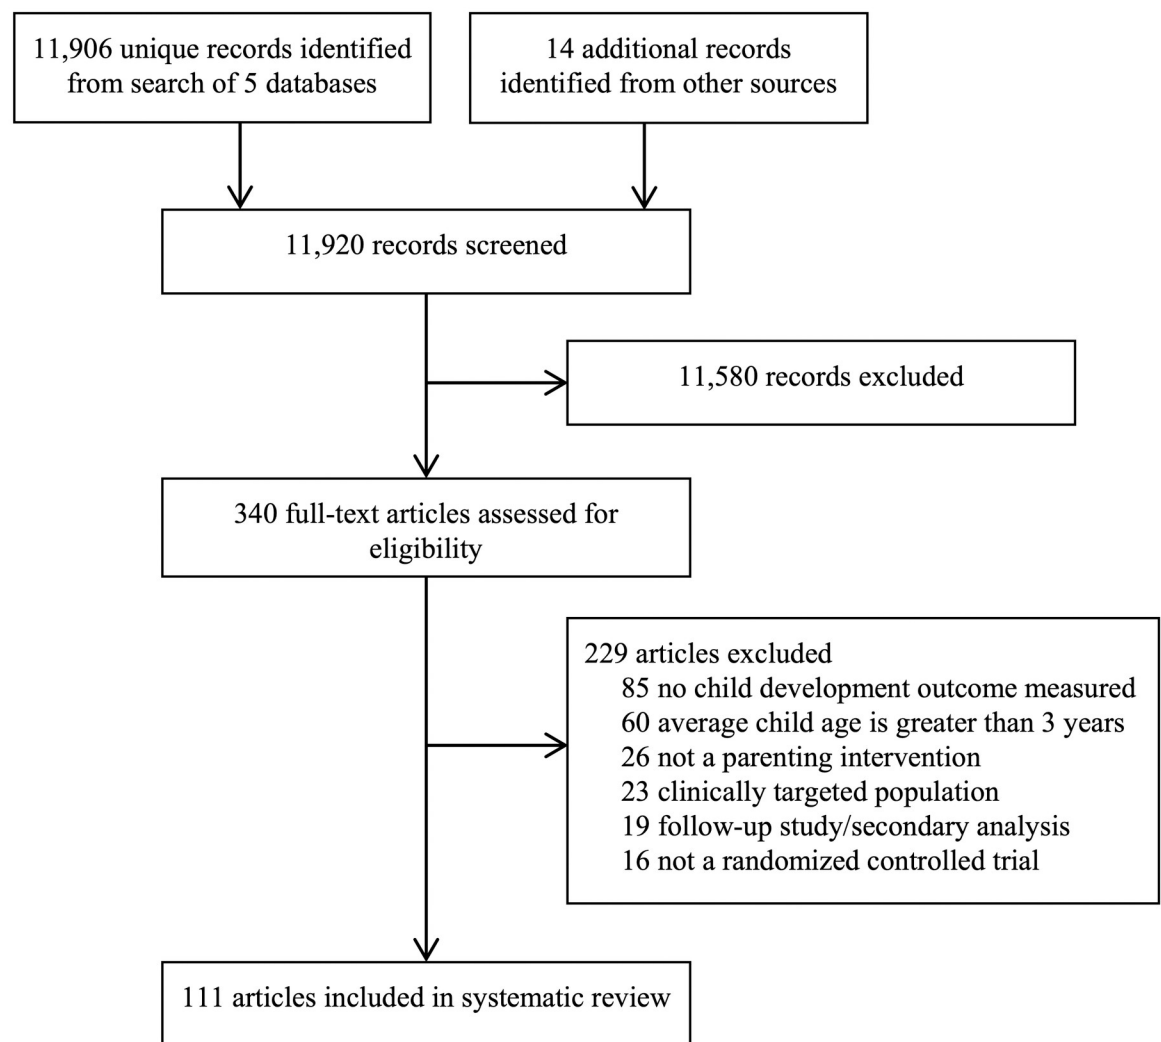 11,906 unique records identified
from search of 5 databases
14 additional records
identified from other sources
11,920 records screened
11,580 records excluded
340 full-text articles assessed for
eligibility
229 articles excluded
85 no child development outcome measured
60 average child age is greater than 3 years
26 not a parenting intervention
23 clinically targeted population
19 follow-up study/secondary analysis
16 not a randomized controlled trial
111 articles included in systematic review